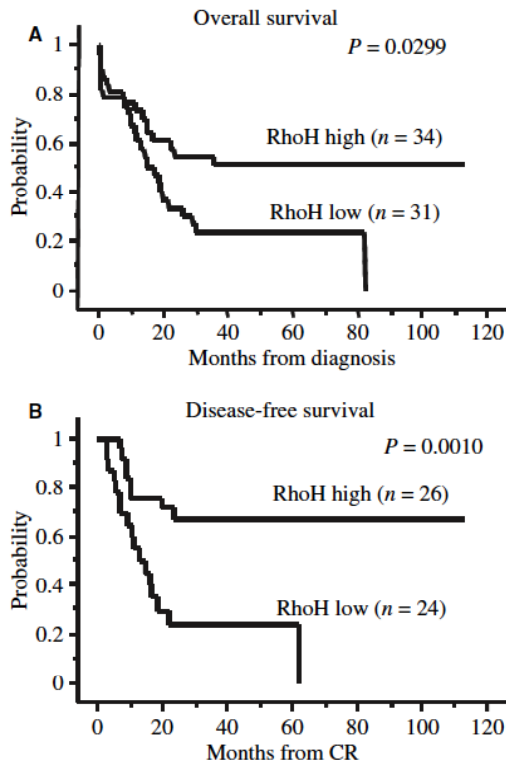 A
Overall survival
P = 0.0299
1
0.8
0.6
0.4
0.2
0
Probability
RhoH high (n = 34)
RhoH low (n = 31)
0 20 40 60 80 100 120
Months from diagnosis
B
Disease-free survival
P = 0.0010
1
0.8
0.6
0.4
0.2
0
Probability
RhoH high (n = 26)
RhoH low (n = 24)
0 20 40 60 80 100 120
Months from CR